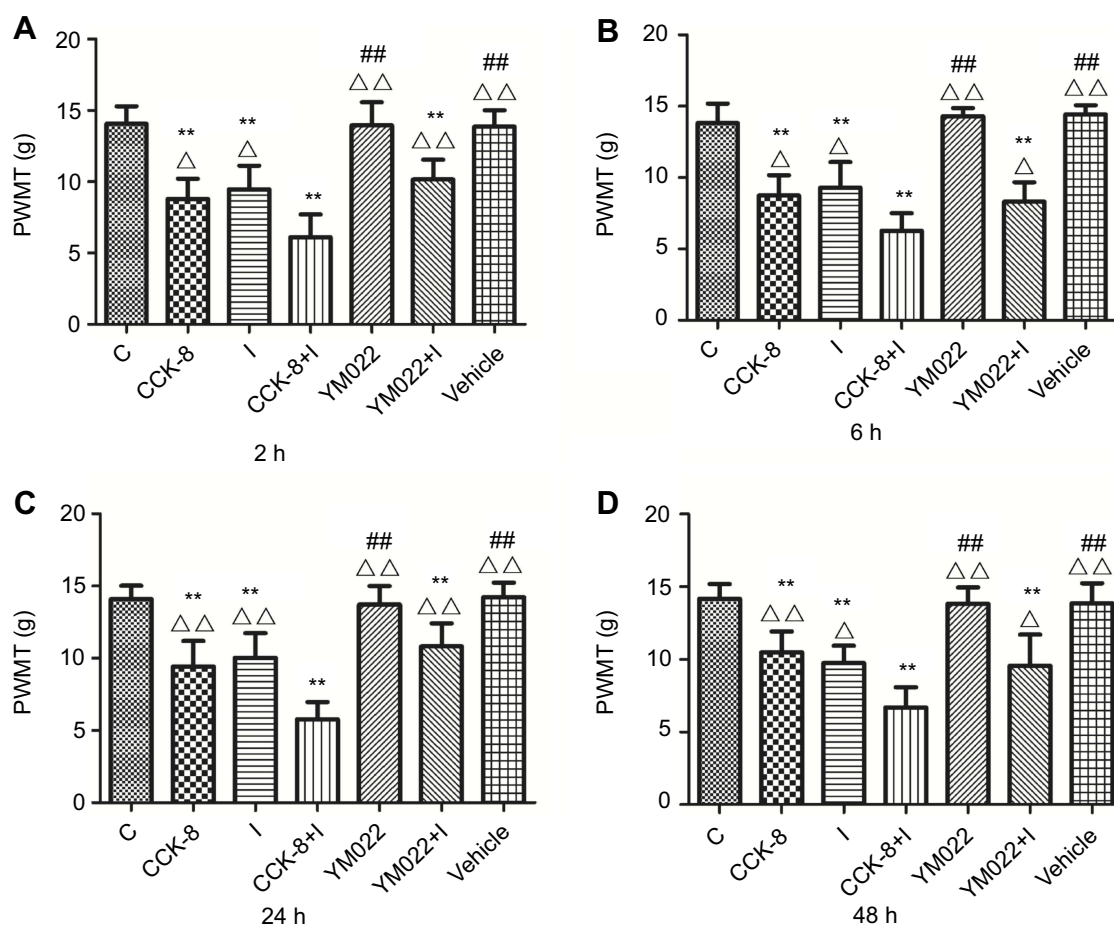 A
PWMT (g)
20
15
10
5
0
**
△
**
△
**
##
△△
**
△△
##
△△
C
CCK-8
I
CCK-8+I
YM022
YM022+I
Vehicle
2 h
B
PWMT (g)
20
15
10
5
0
**
△
**
△
**
##
△△
**
△
##
△△
C
CCK-8
I
CCK-8+I
YM022
YM022+I
Vehicle
6 h
C
PWMT (g)
20
15
10
5
0
**
△△
**
△△
**
##
△△
**
△△
##
△△
C
CCK-8
I
CCK-8+I
YM022
YM022+I
Vehicle
24 h
D
PWMT (g)
20
15
10
5
0
**
△△
**
△
**
##
△△
**
△
##
△△
C
CCK-8
I
CCK-8+I
YM022
YM022+I
Vehicle
48 h